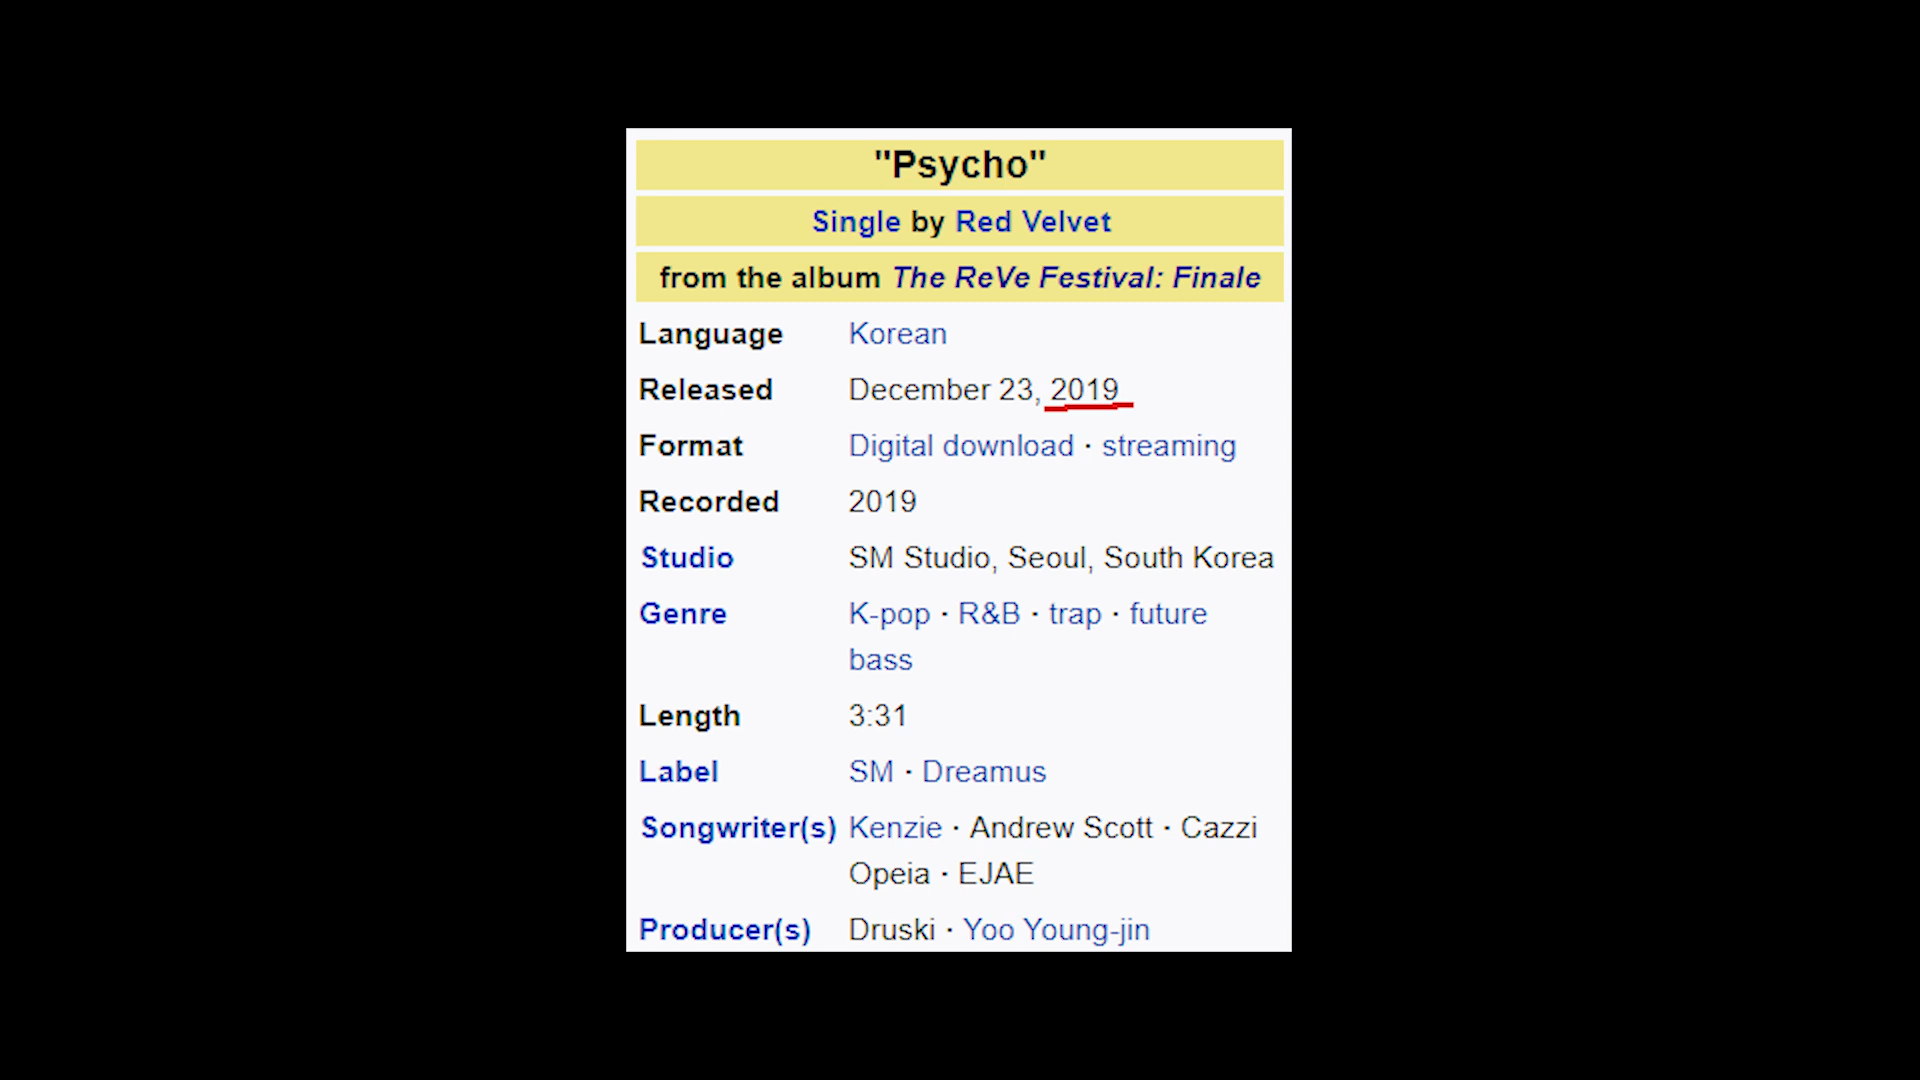 "Psycho"
Single by Red Velvet
from the album The ReVe Festival: Finale
Language Korean
Released December 23, 2019
Format Digital download · streaming
Recorded 2019
Studio SM Studio, Seoul, South Korea
Genre K-pop · R&B · trap · future
bass
Length 3:31
Label SM · Dreamus
Songwriter(s) Kenzie · Andrew Scott · Cazzi
Opeia · EJAE
Producer(s) Druski · Yoo Young-jin